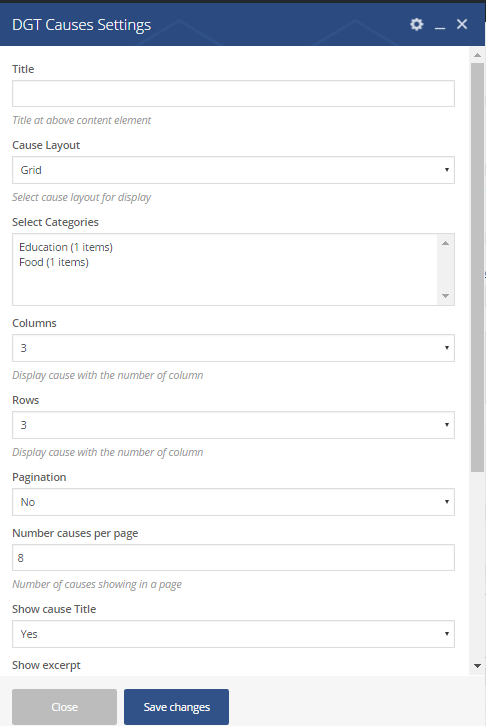 DGT Causes Settings
Title
Title at above content element
Cause Layout
Grid
Select cause layout for display
Select Categories
Education (1 items)
Food (1 items)
Columns
3
Display cause with the number of column
Rows
3
Display cause with the number of column
Pagination
No
Number causes per page
8
Number of causes showing in a page
Show cause Title
Yes
Show excerpt
Close
Save changes